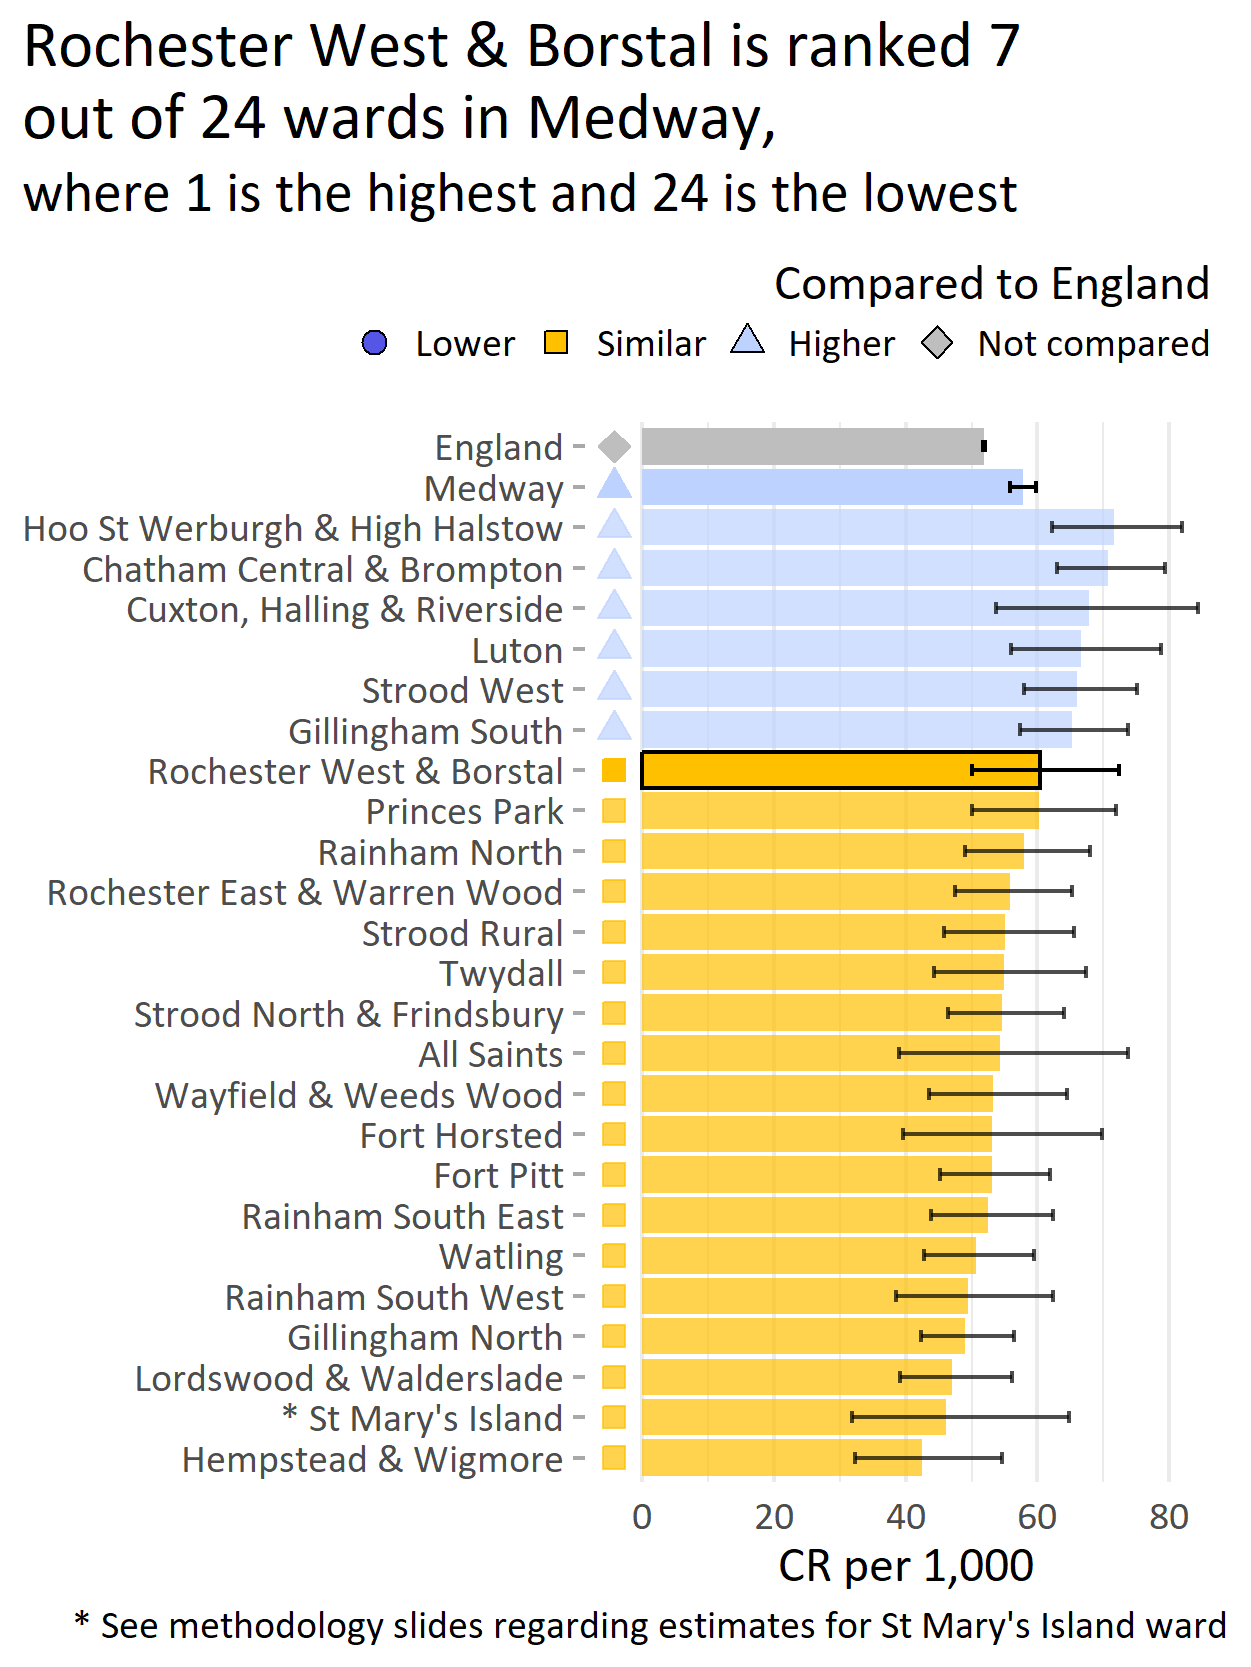 Rochester West & Borstal is ranked 7
out of 24 wards in Medway,
where 1 is the highest and 24 is the lowest
Compared to England
Lower Similar Higher Not compared
England
Medway
Hoo St Werburgh & High Halstow
Chatham Central & Brompton
Cuxton, Halling & Riverside
Luton
Strood West
Gillingham South
Rochester West & Borstal
Princes Park
Rainham North
Rochester East & Warren Wood
Strood Rural
Twydall
Strood North & Frindsbury
All Saints
Wayfield & Weeds Wood
Fort Horsted
Fort Pitt
Rainham South East
Watling
Rainham South West
Gillingham North
Lordswood & Walderslade
* St Mary's Island
Hempstead & Wigmore
0 20 40 60 80
CR per 1,000
* See methodology slides regarding estimates for St Mary's Island ward